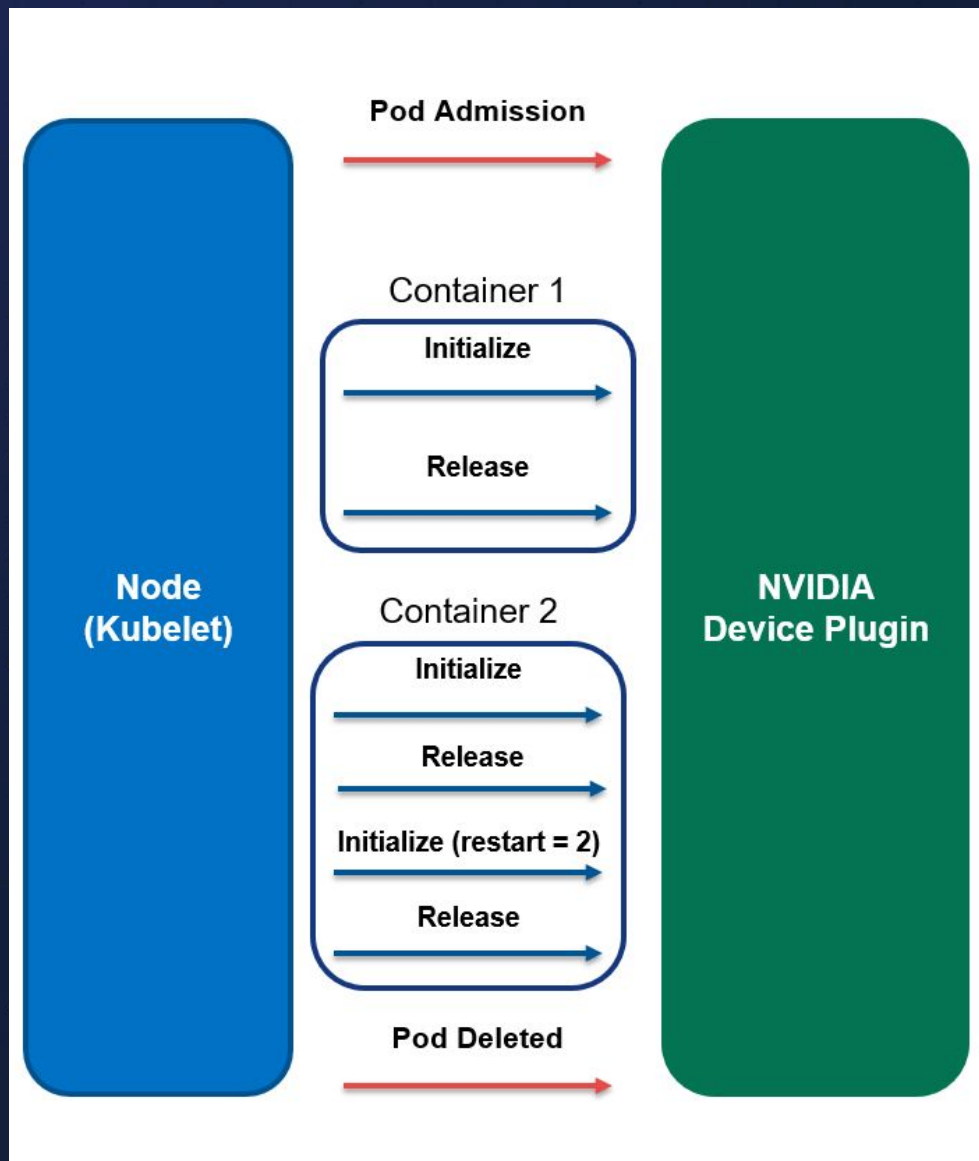 Pod Admission
Container 1
Initialize
Release
Node
(Kubelet)
NVIDIA
Device Plugin
Container 2
Initialize
Release
Initialize (restart = 2)
Release
Pod Deleted